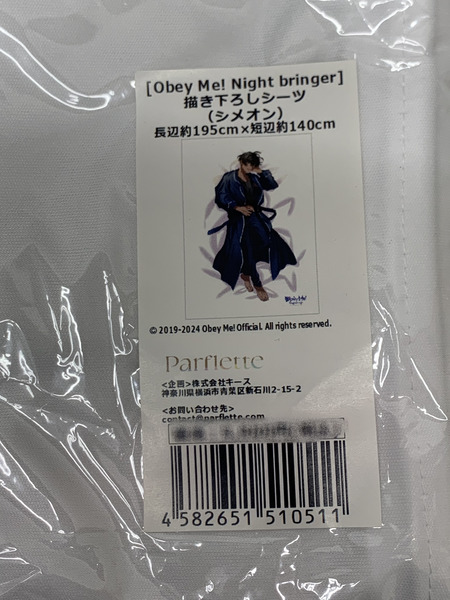 [Obey Me! Night bringer]
描き下ろしシーツ
(シメオン)
長辺約195cm×短辺約140cm
© 2019-2024 Obey Me! Official. All rights reserved.
Parflette
<企画>株式会社キース
神奈川県横浜市青葉区新石川2-15-2
<お問い合わせ先>
contact@parflette.com
4 582651 510511